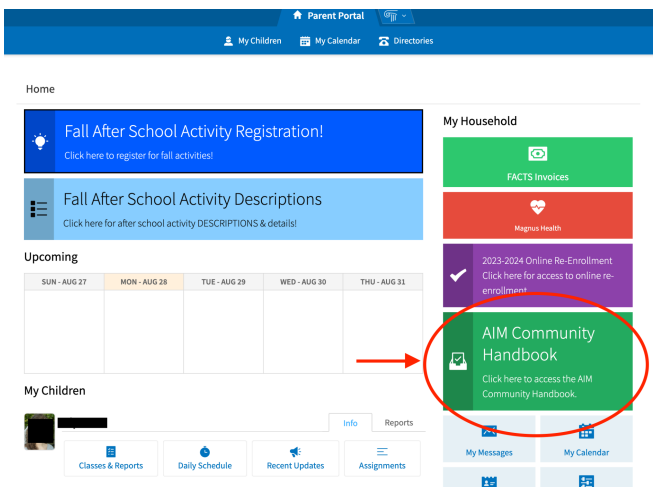 Parent Portal
My Children My Calendar Directories
Home
Fall After School Activity Registration!
Click here to register for fall activities!
Fall After School Activity Descriptions
Click here for after school activity DESCRIPTIONS & details!
Upcoming
SUN - AUG 27 MON - AUG 28 TUE - AUG 29 WED - AUG 30 THU - AUG 31
My Children
Info Reports
Classes & Reports Daily Schedule Recent Updates Assignments
My Household
FACTS Invoices
Magnus Health
2023-2024 Online Re-Enrollment
Click here for access to online re-
enrollment
AIM Community
Handbook
Click here to access the AIM
Community Handbook.
My Messages My Calendar